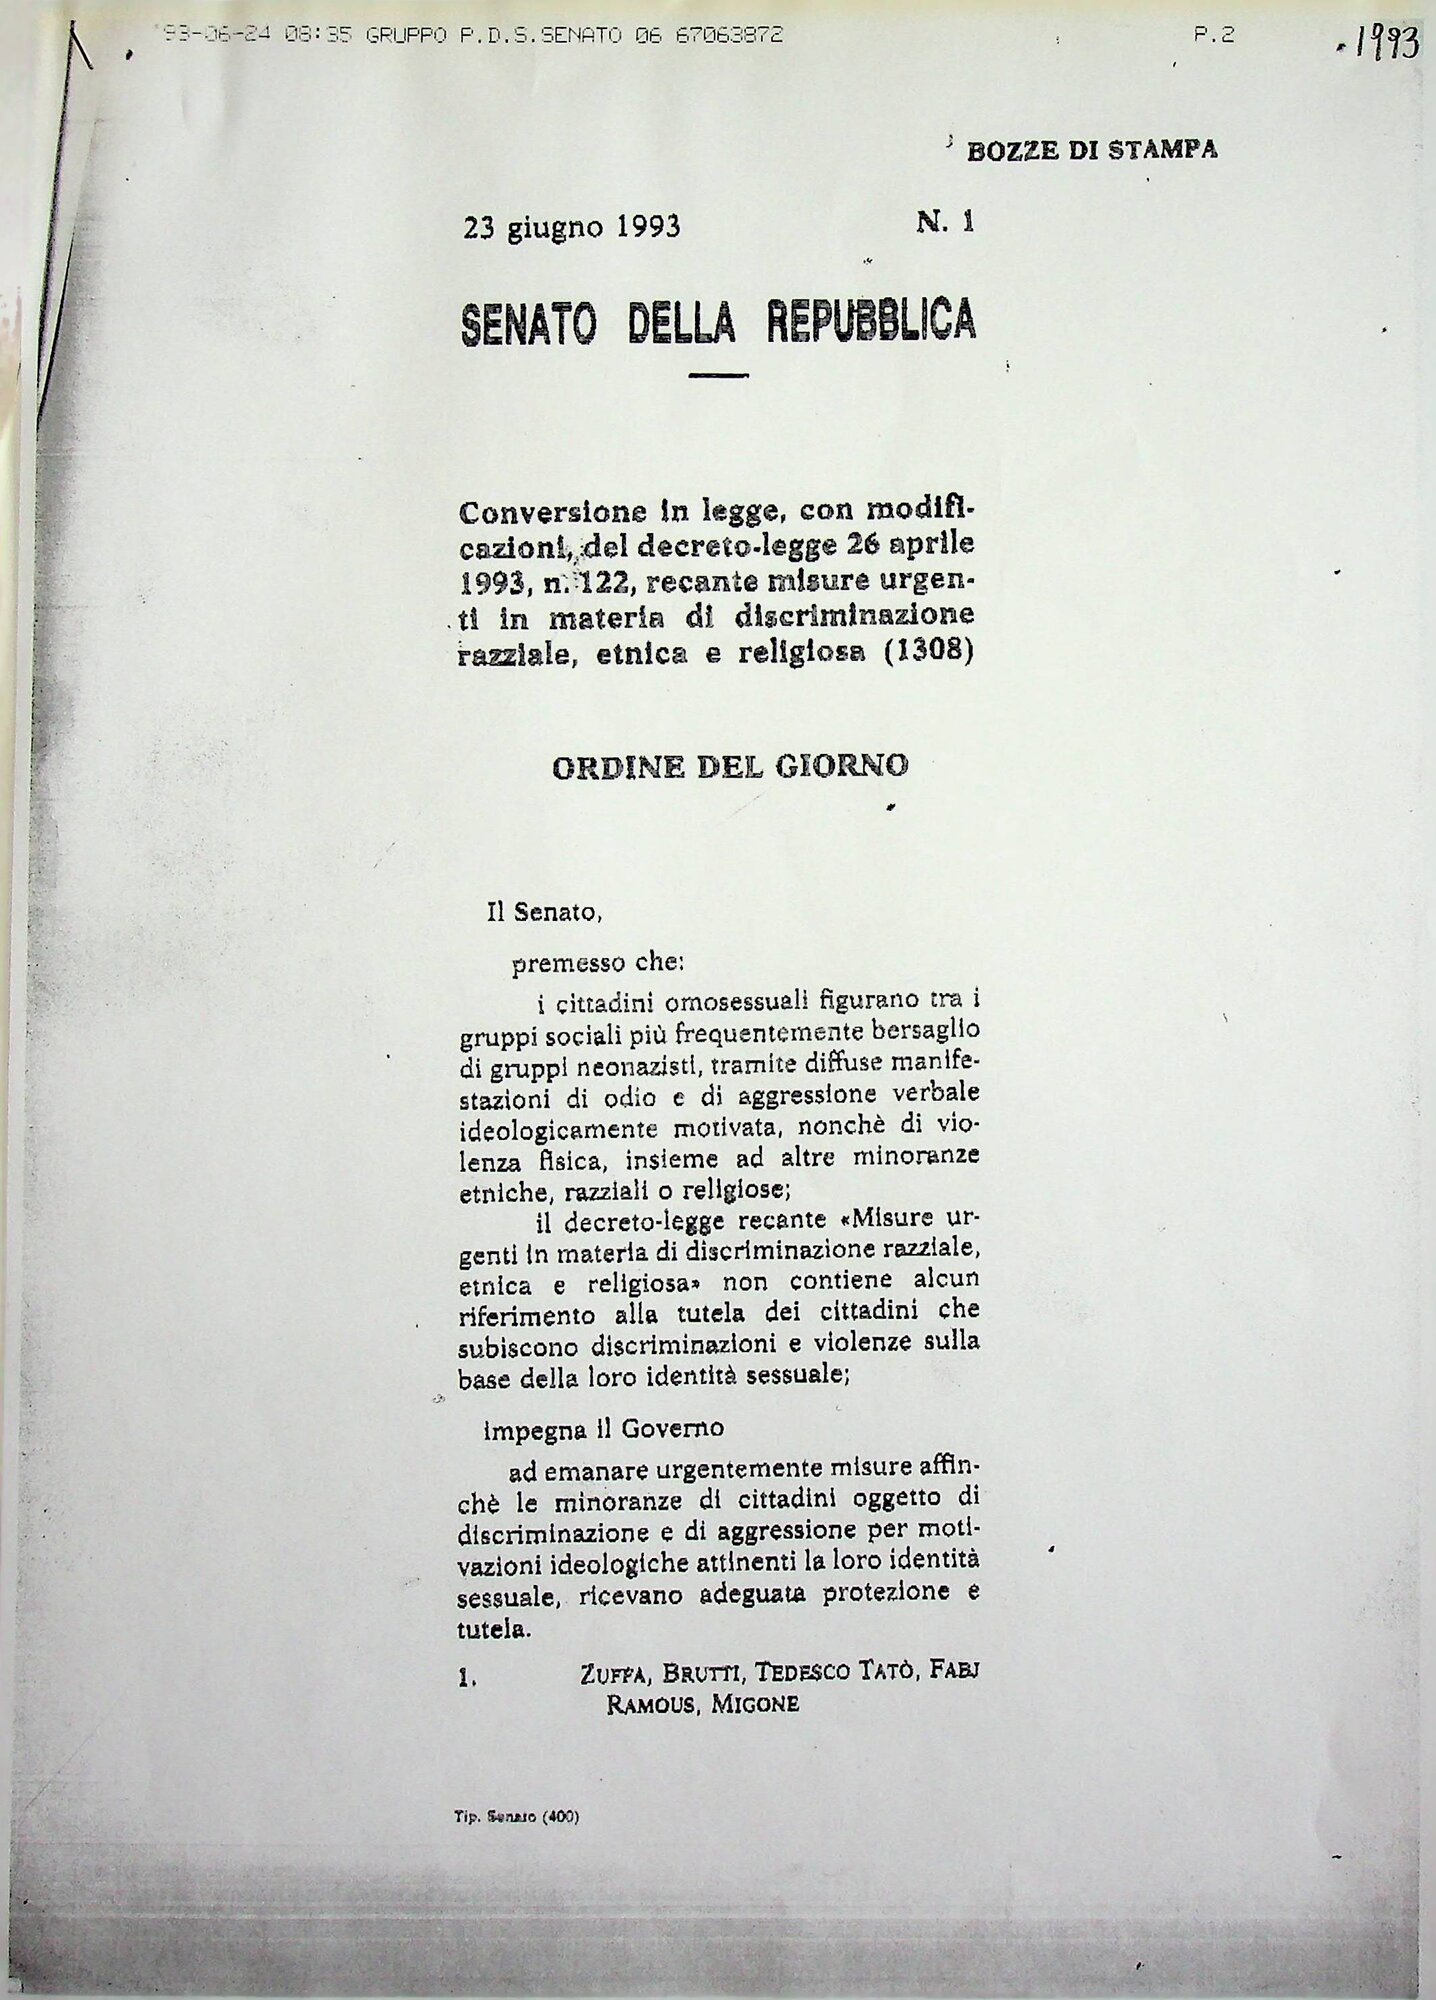 '93-06-24 08:35 GRUPPO P.D.S.SENATO 06 67063872 P.2
1993
BOZZE DI STAMPA
23 giugno 1993 N. 1
SENATO DELLA REPUBBLICA
Conversione in legge, con modifi-
cazioni, del decreto-legge 26 aprile
1993, n. 122, recante misure urgen-
ti in materia di discriminazione
razziale, etnica e religiosa (1308)
ORDINE DEL GIORNO
Il Senato,
premesso che:
i cittadini omosessuali figurano tra i
gruppi sociali più frequentemente bersaglio
di gruppi neonazisti, tramite diffuse manife-
stazioni di odio e di aggressione verbale
ideologicamente motivata, nonchè di vio-
lenza fisica, insieme ad altre minoranze
etniche, razziali o religiose;
il decreto-legge recante «Misure ur-
genti in materia di discriminazione razziale,
etnica e religiosa» non contiene alcun
riferimento alla tutela dei cittadini che
subiscono discriminazioni e violenze sulla
base della loro identità sessuale;
impegna il Governo
ad emanare urgentemente misure affin-
chè le minoranze di cittadini oggetto di
discriminazione e di aggressione per moti-
vazioni ideologiche attinenti la loro identità
sessuale, ricevano adeguata protezione e
tutela.
1. ZUFFA, BRUTTI, TEDESCO TATÒ, FABJ
RAMOUS, MIGONE
Tip. Senato (400)